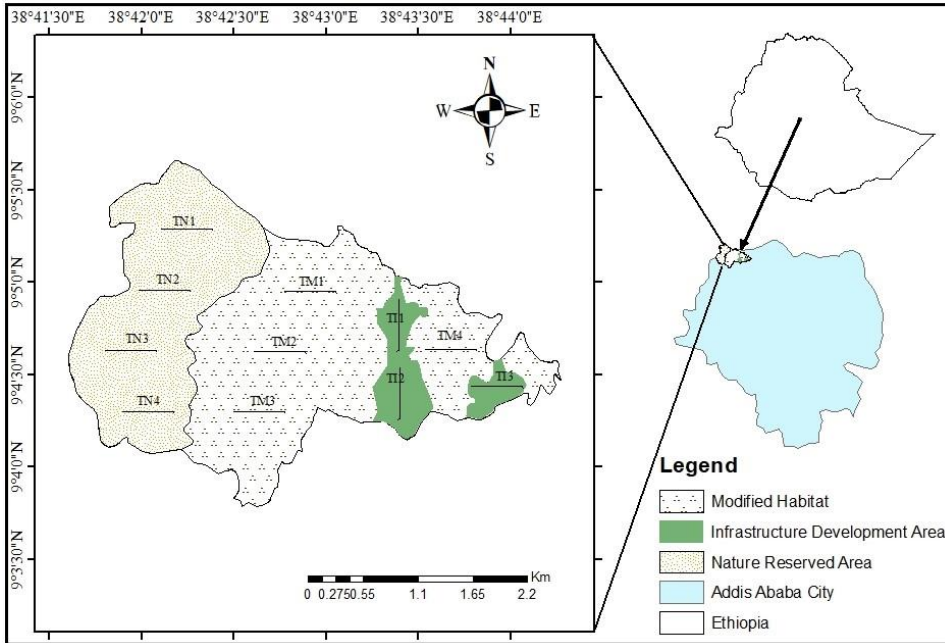 38°41'30"E 38°42'0"E 38°42'30"E 38°43'0"E 38°43'30"E 38°44'0"E
9°6'0"N
9°5'30"N
9°5'0"N
9°4'30"N
9°4'0"N
9°3'30"N
N
W E
S
TN1
TN2
TN3
TN4
TM1
TM2
TM3
TI1
TM4
TI2
TI3
Km
0 0.2750.55 1.1 1.65 2.2
Legend
Modified Habitat
Infrastructure Development Area
Nature Reserved Area
Addis Ababa City
Ethiopia